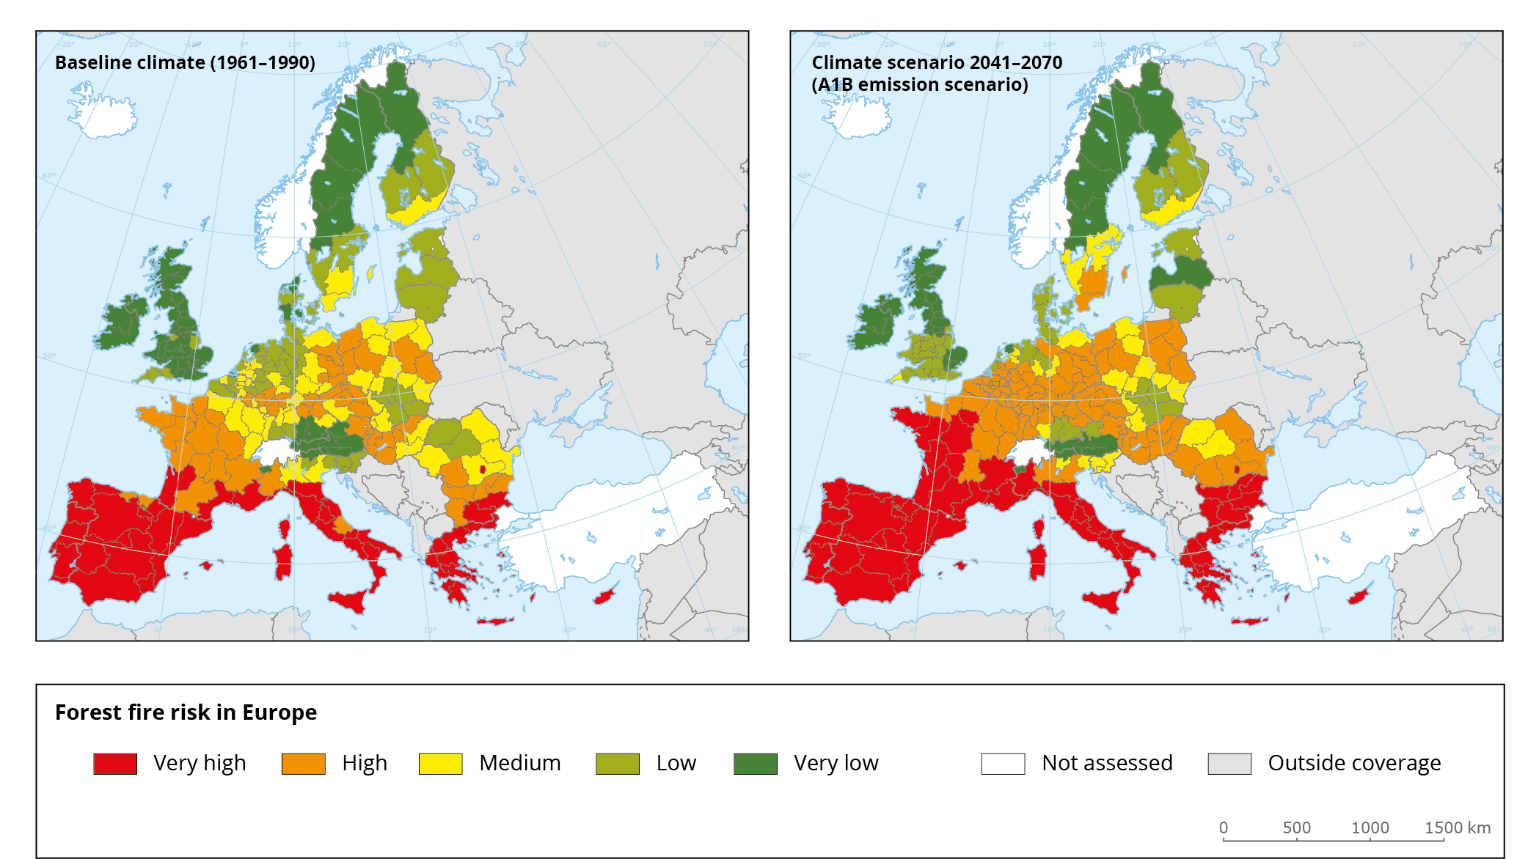 Baseline climate (1961–1990)
Climate scenario 2041–2070
(A1B emission scenario)
Forest fire risk in Europe
Very high
High
Medium
Low
Very low
Not assessed
Outside coverage
0 500 1000 1500 km